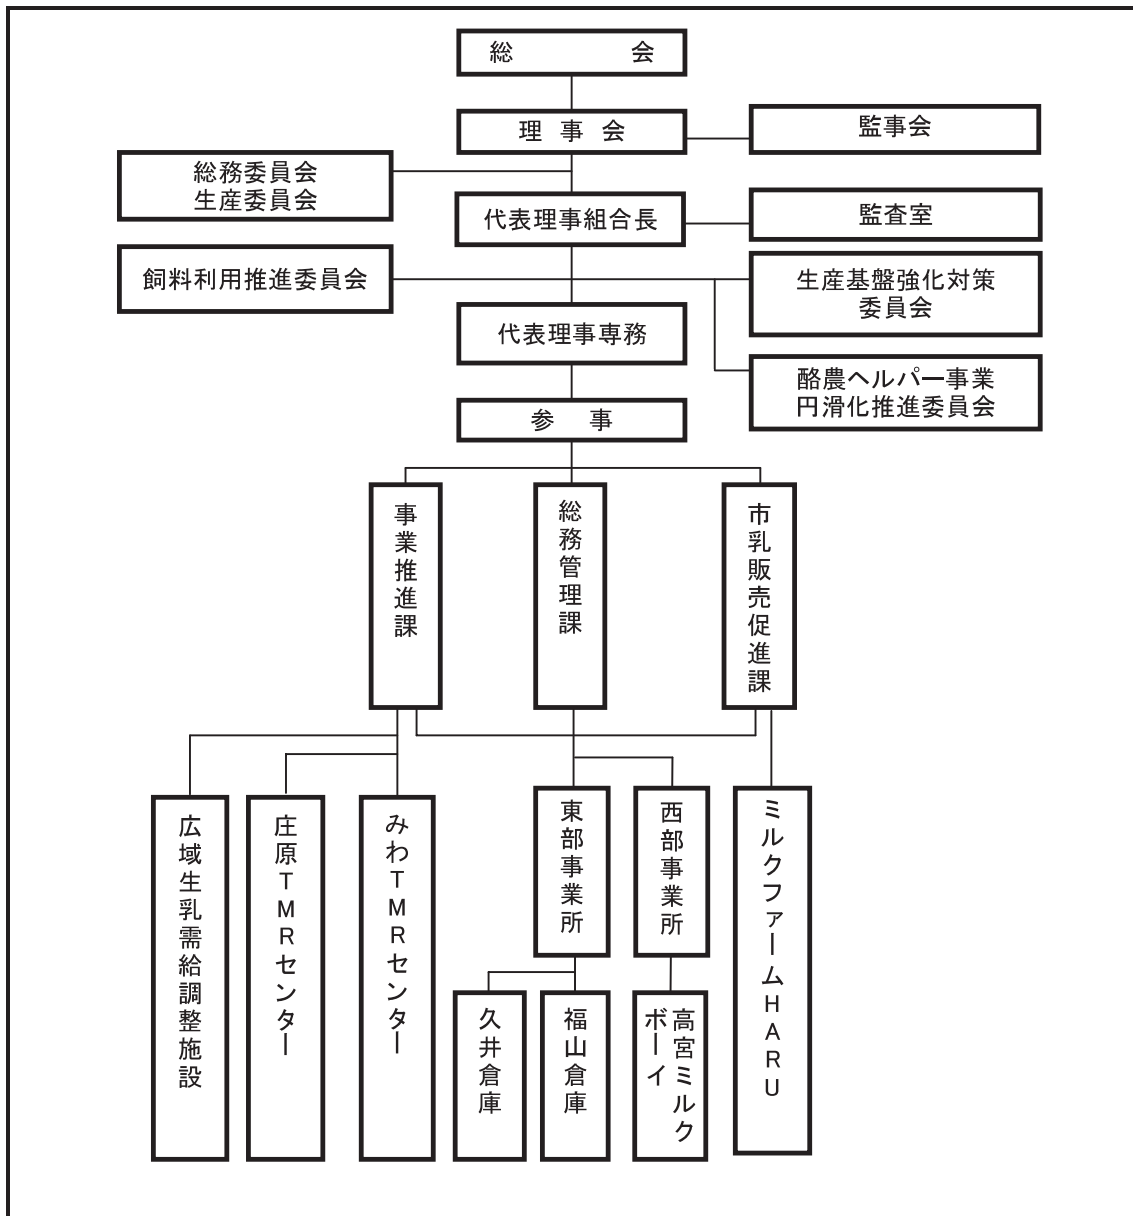 総　　　会
理 事 会
監事会
総務委員会
生産委員会
代表理事組合長
監査室
飼料利用推進委員会
生産基盤強化対策
委員会
代表理事専務
酪農ヘルパー事業
円滑化推進委員会
参　事
事業推進課
総務管理課
市乳販売促進課
広域生乳需給調整施設
庄原TMRセンター
みわTMRセンター
東部事業所
西部事業所
ミルクファームHARU
久井倉庫
福山倉庫
高宮ミルク
ボーイ